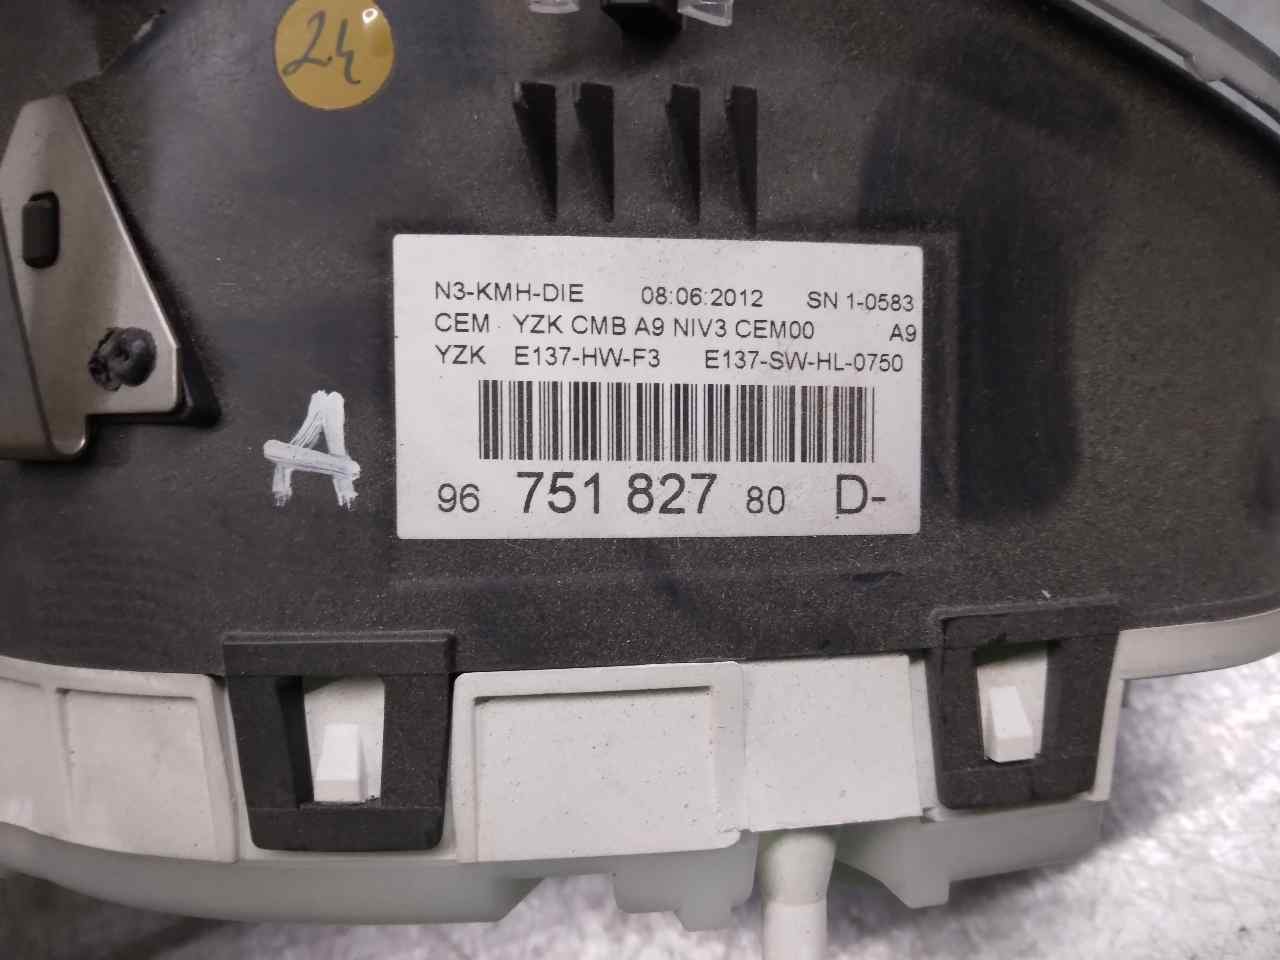 24
N3-KMH-DIE 08:06:2012 SN 1-0583
CEM YZK CMB A9 NIV3 CEM00 A9
YZK E137-HW-F3 E137-SW-HL-0750
A
96 751 827 80 D-